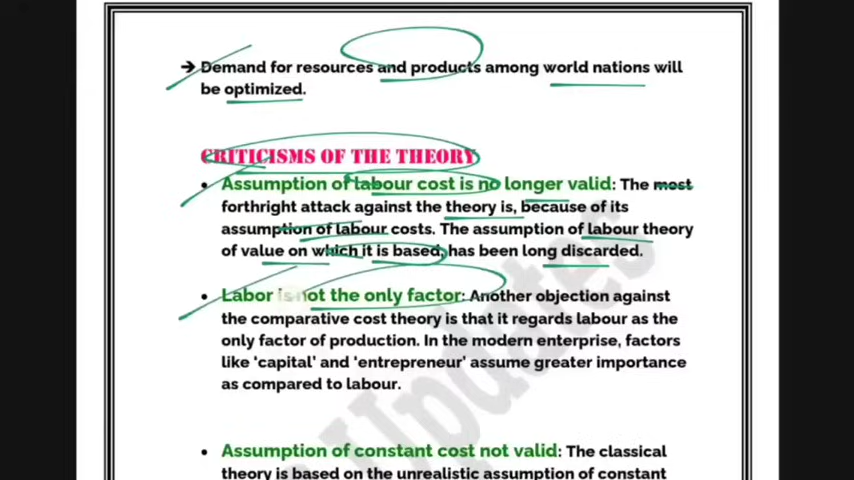 ➔ Demand for resources and products among world nations will
be optimized.
CRITICISMS OF THE THEORY
• Assumption of labour cost is no longer valid: The most
forthright attack against the theory is, because of its
assumption of labour costs. The assumption of labour theory
of value on which it is based, has been long discarded.
• Labor is not the only factor: Another objection against
the comparative cost theory is that it regards labour as the
only factor of production. In the modern enterprise, factors
like ‘capital’ and ‘entrepreneur’ assume greater importance
as compared to labour.
• Assumption of constant cost not valid: The classical
theory is based on the unrealistic assumption of constant
Updates